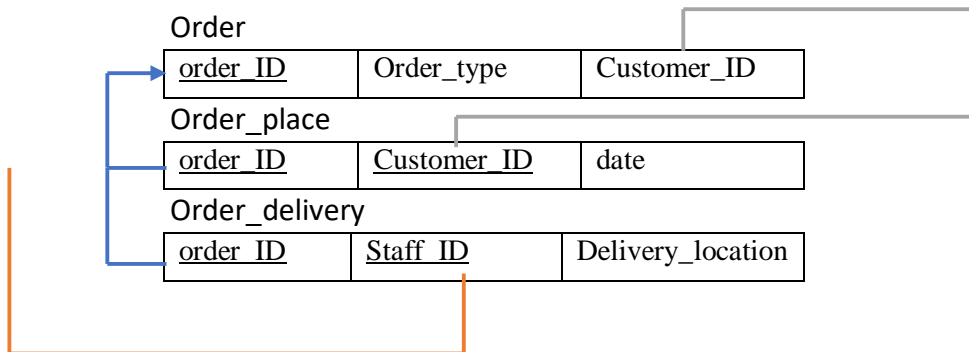 Order
order_ID Order_type Customer_ID
Order_place
order_ID Customer_ID date
Order_delivery
order_ID Staff_ID Delivery_location